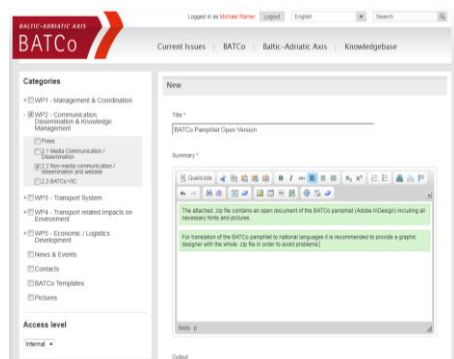 Logged in as Michael Ramer Logout English Search
BALTIC-ADRIATIC AXIS
BATCo
Current Issues | BATCo | Baltic-Adriatic Axis | Knowledgebase
Categories
WP1 - Management & Coordination
WP2 - Communication, Dissemination & Knowledge Management
Press
2.1 Media Communication / Dissemination
2.2 Non-media communication / dissemination and website
2.3 BATCo VIC
WP3 - Transport System
WP4 - Transport related Impacts on Environment
WP5 - Economic / Logistics Development
News & Events
Contacts
BATCo Templates
Pictures
Access level
Internal
New
Title *
BATCo Pamphlet Open Version
Summary *
Quellcode
The attached .zip file contains an open document of the BATCo pamphlet (Adobe InDesign) including all
necessary fonts and pictures.
For translation of the BATCo pamphlet to national languages it is recommended to provide a graphic
designer with the whole .zip file in order to avoid problems.
body p
Output